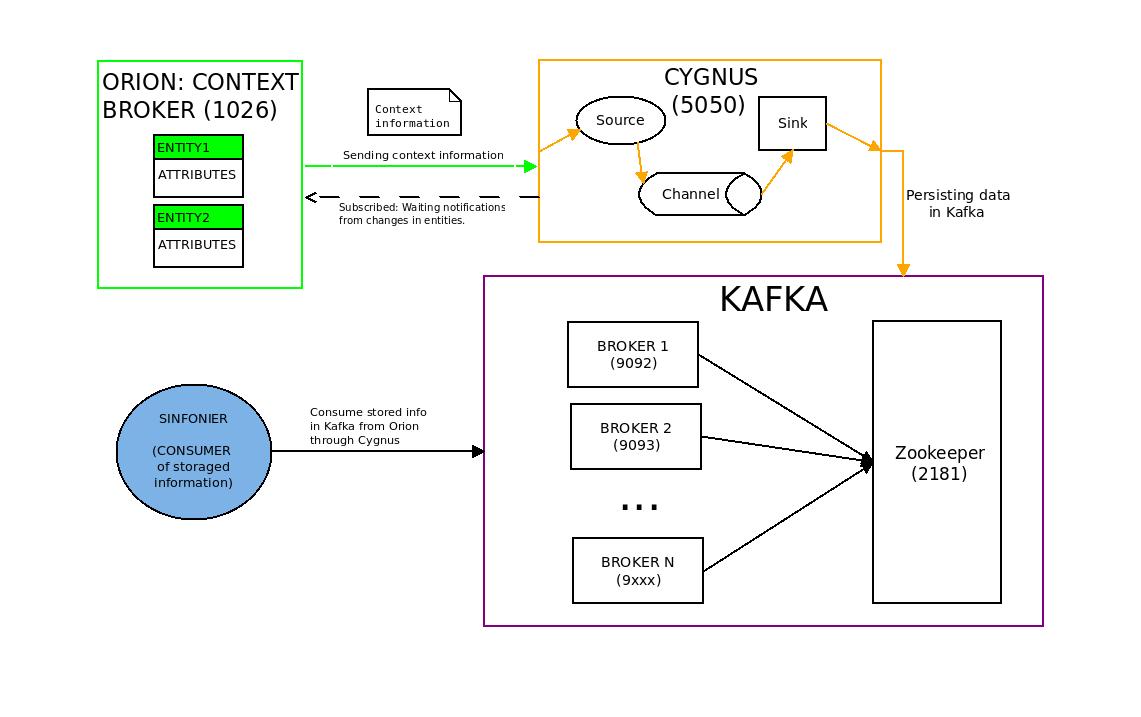 ORION: CONTEXT
BROKER (1026)
ENTITY1
ATTRIBUTES
ENTITY2
ATTRIBUTES
Context
information
Sending context information
Subscribed: Waiting notifications
from changes in entities.
CYGNUS
(5050)
Source
Sink
Channel
Persisting data
in Kafka
KAFKA
BROKER 1
(9092)
BROKER 2
(9093)
...
BROKER N
(9xxx)
Zookeeper
(2181)
SINFONIER
(CONSUMER
of storaged
information)
Consume stored info
in Kafka from Orion
through Cygnus